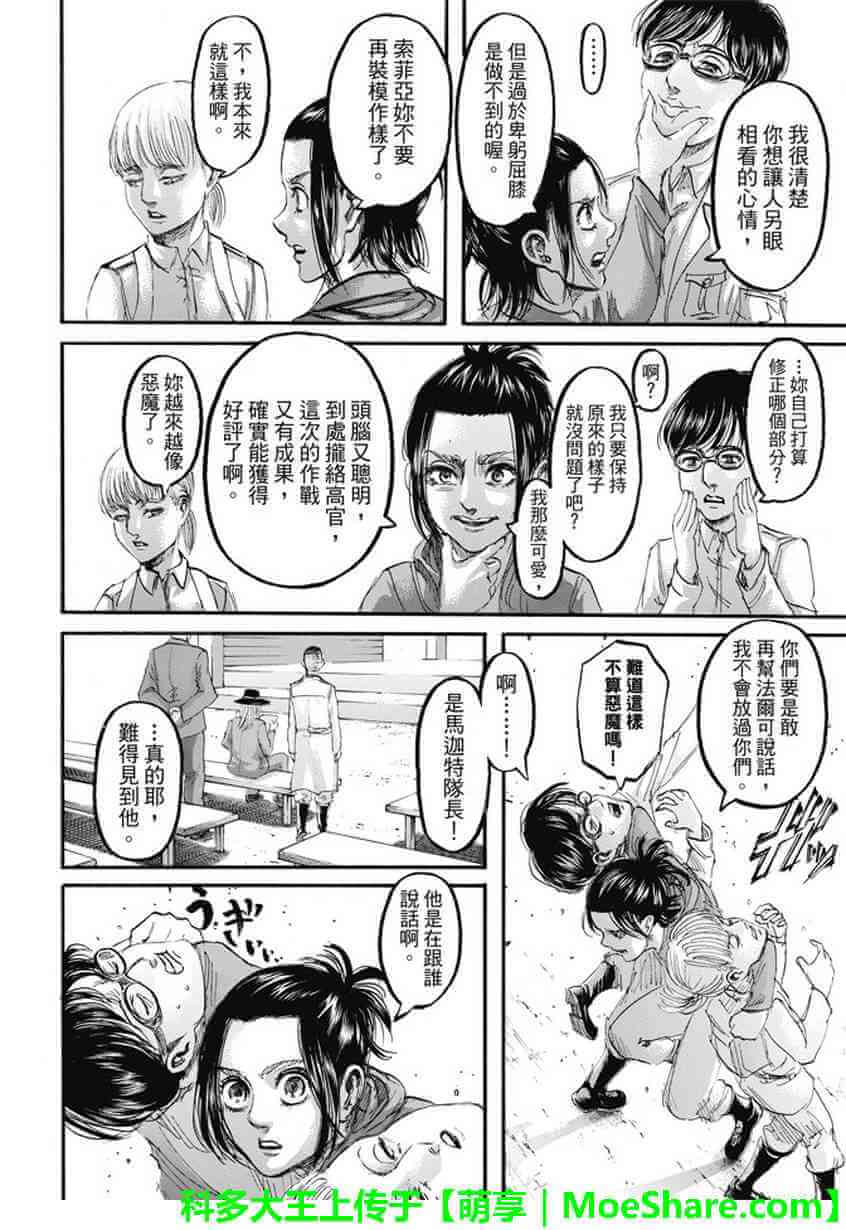 我很清楚
你想讓人另眼
相看的心情，
……
但是過於卑躬屈膝
是做不到的喔。
索菲亞妳不要
再裝模作樣了。
不，我本來
就這樣啊。
…妳自己打算
修正哪個部分？
啊？
我只要保持
原來的樣子
就沒問題了吧？
我那麼可愛，
頭腦又聰明，
到處攏絡高官，
這次的作戰
又有成果，
確實能獲得
好評了啊。
妳越來越像
惡魔了。
你們要是敢
再幫法爾可說話，
我不會放過你們。
難道這樣
不算惡魔嗎！
啊……！
是馬迦特隊長！
…真的耶，
難得見到他。
他是在跟誰
說話啊。
うぎぃ…
科多大王上传于【萌享｜MoeShare.com】